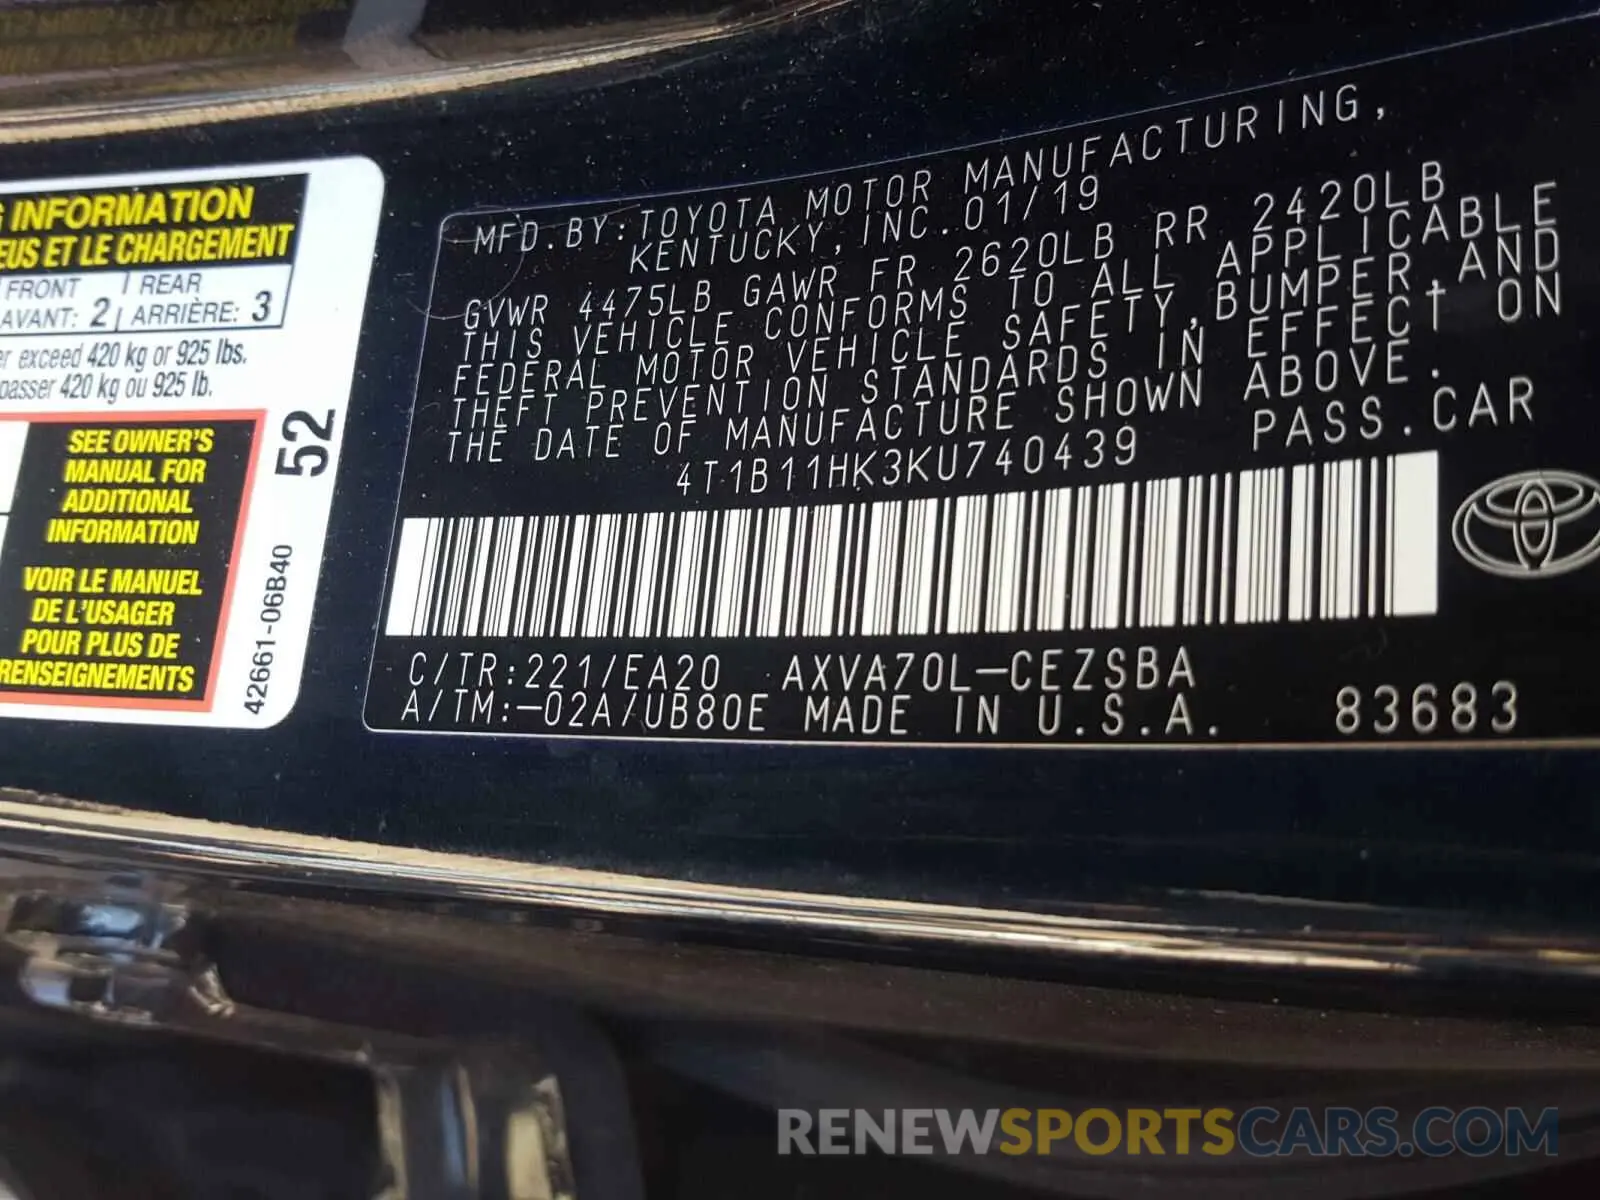 G INFORMATION
EUS ET LE CHARGEMENT
FRONT REAR
AVANT: 2 ARRIÈRE: 3
er exceed 420 kg or 925 lbs.
passer 420 kg ou 925 lb.
SEE OWNER'S
MANUAL FOR
ADDITIONAL
INFORMATION
VOIR LE MANUEL
DE L'USAGER
POUR PLUS DE
RENSEIGNEMENTS
52
42661-06B40
MFD.BY:TOYOTA MOTOR MANUFACTURING,
KENTUCKY,INC.01/19
GVWR 4475LB GAWR FR 2620LB RR 2420LB
THIS VEHICLE CONFORMS TO ALL APPLICABLE
FEDERAL MOTOR VEHICLE SAFETY,BUMPER,AND
THEFT PREVENTION STANDARDS IN EFFECT ON
THE DATE OF MANUFACTURE SHOWN ABOVE.
4T1B11HK3KU740439 PASS.CAR
C/TR:221/EA20 AXVA70L-CEZSBA
A/TM:-02A/UB80E MADE IN U.S.A. 83683
RENEWSPORTSCARS.COM